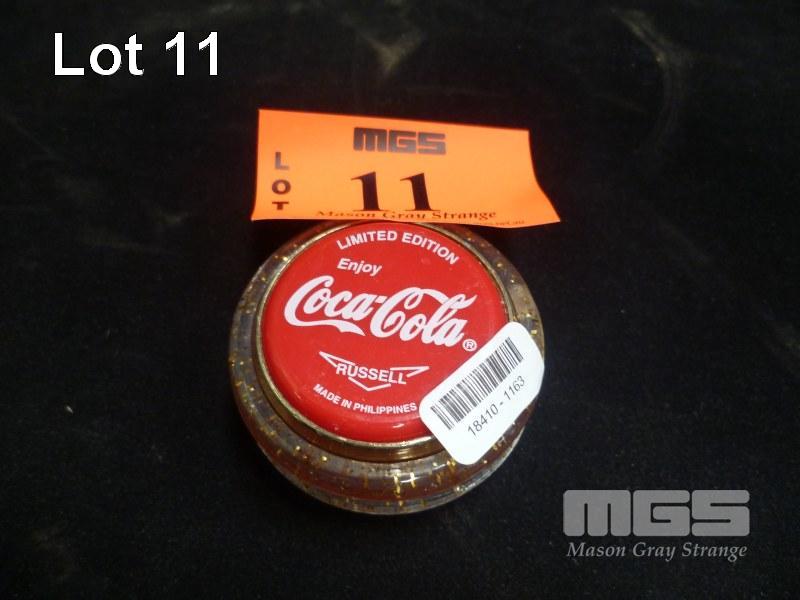 Lot 11
MGS
LOT
11
Mason Gray Strange
LIMITED EDITION
Enjoy
Coca-Cola®
RUSSELL
MADE IN PHILIPPINES
18410 - 1163
MGS
Mason Gray Strange